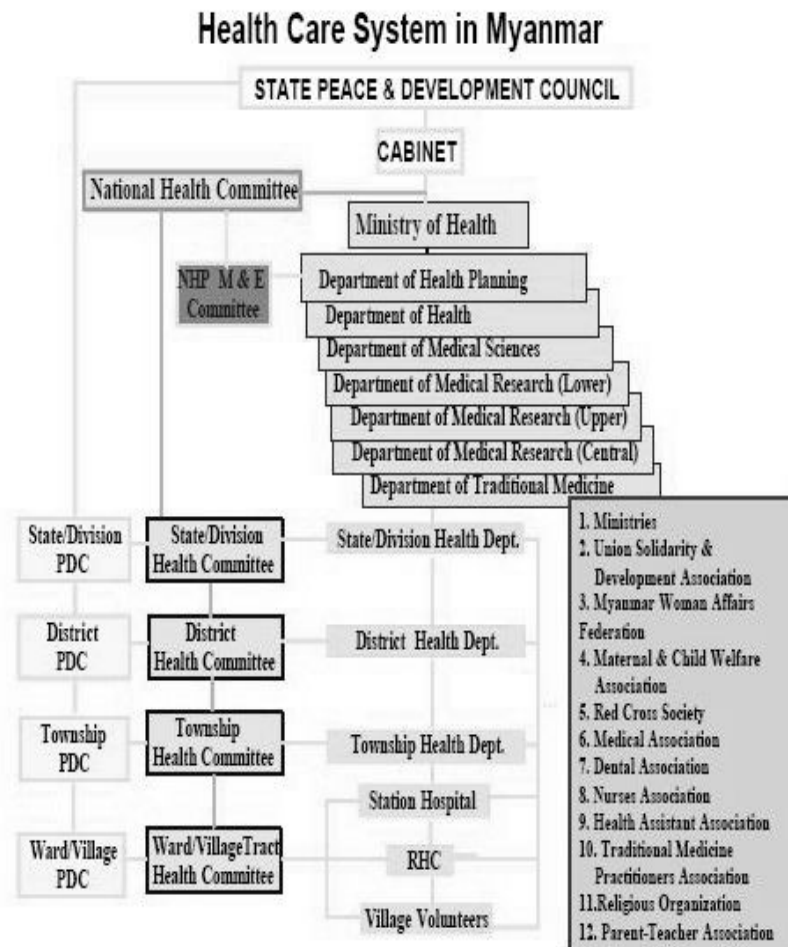 Health Care System in Myanmar
STATE PEACE & DEVELOPMENT COUNCIL
CABINET
National Health Committee
Ministry of Health
NHP M & E
Committee
Department of Health Planning
Department of Health
Department of Medical Sciences
Department of Medical Research (Lower)
Department of Medical Research (Upper)
Department of Medical Research (Central)
Department of Traditional Medicine
State/Division
PDC
State/Division
Health Committee
State/Division Health Dept.
District
PDC
District
Health Committee
District Health Dept.
Township
PDC
Township
Health Committee
Township Health Dept.
Station Hospital
Ward/Village
PDC
Ward/VillageTract
Health Committee
RHC
Village Volunteers
1. Ministries
2. Union Solidarity &
Development Association
3. Myanmar Woman Affairs
Federation
4. Maternal & Child Welfare
Association
5. Red Cross Society
6. Medical Association
7. Dental Association
8. Nurses Association
9. Health Assistant Association
10. Traditional Medicine
Practitioners Association
11.Religious Organization
12. Parent-Teacher Association